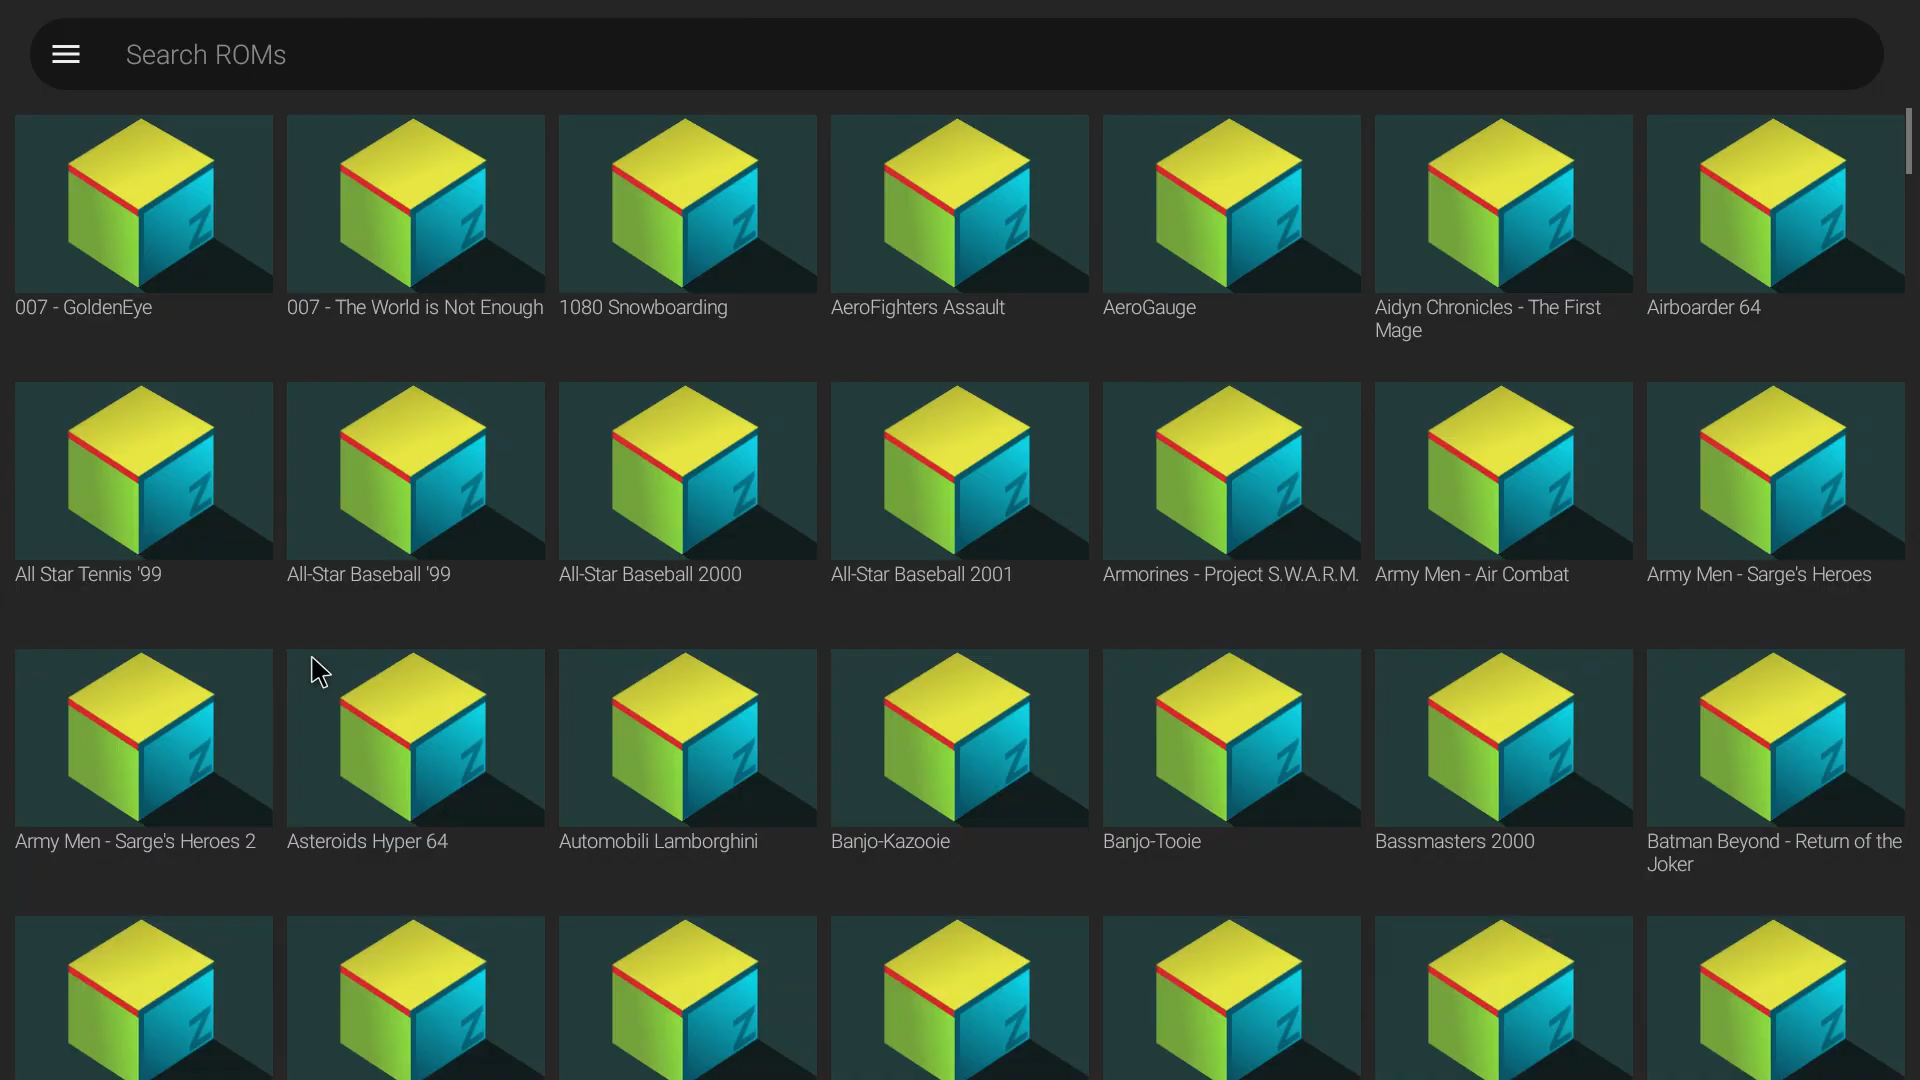 Search ROMs
007 - GoldenEye
007 - The World is Not Enough
1080 Snowboarding
AeroFighters Assault
AeroGauge
Aidyn Chronicles - The First
Mage
Airboarder 64
All Star Tennis '99
All-Star Baseball '99
All-Star Baseball 2000
All-Star Baseball 2001
Armorines - Project S.W.A.R.M.
Army Men - Air Combat
Army Men - Sarge's Heroes
Army Men - Sarge's Heroes 2
Asteroids Hyper 64
Automobili Lamborghini
Banjo-Kazooie
Banjo-Tooie
Bassmasters 2000
Batman Beyond - Return of the
Joker